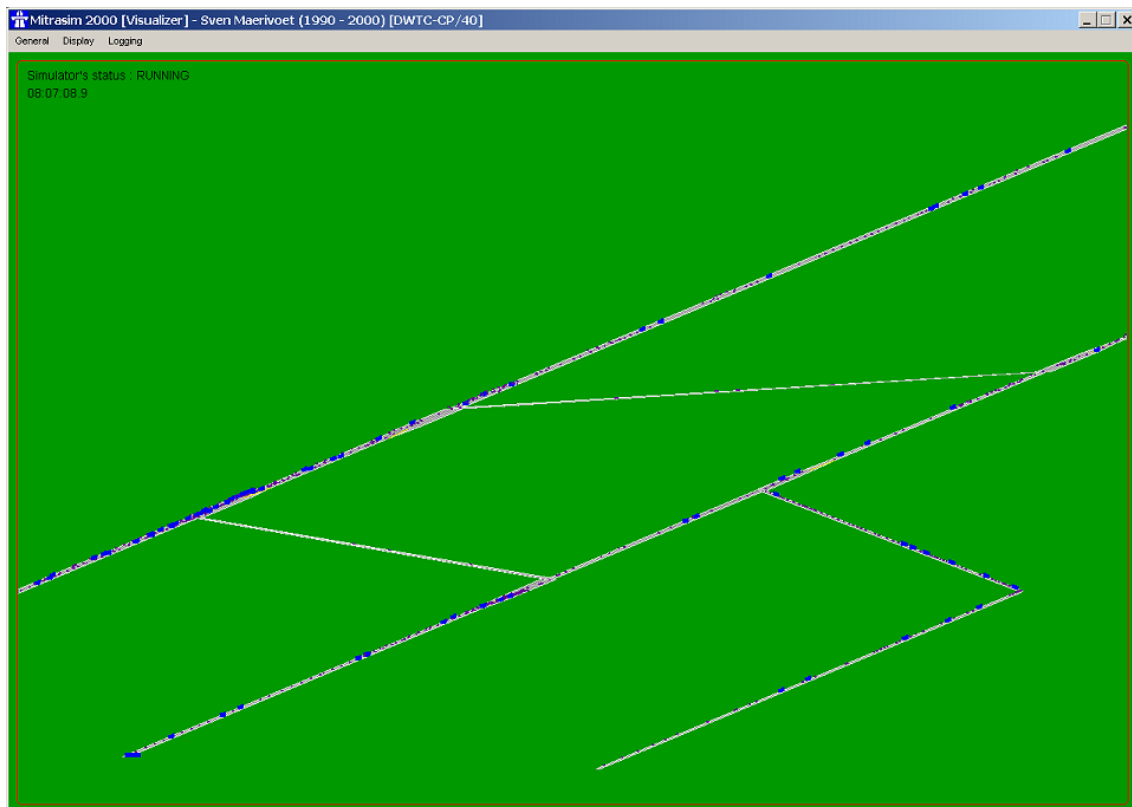 Mitrasim 2000 [Visualizer] - Sven Maerivoet (1990 - 2000) [DWTC-CP/40]
General Display Logging
Simulator's status : RUNNING
08:07:08.9